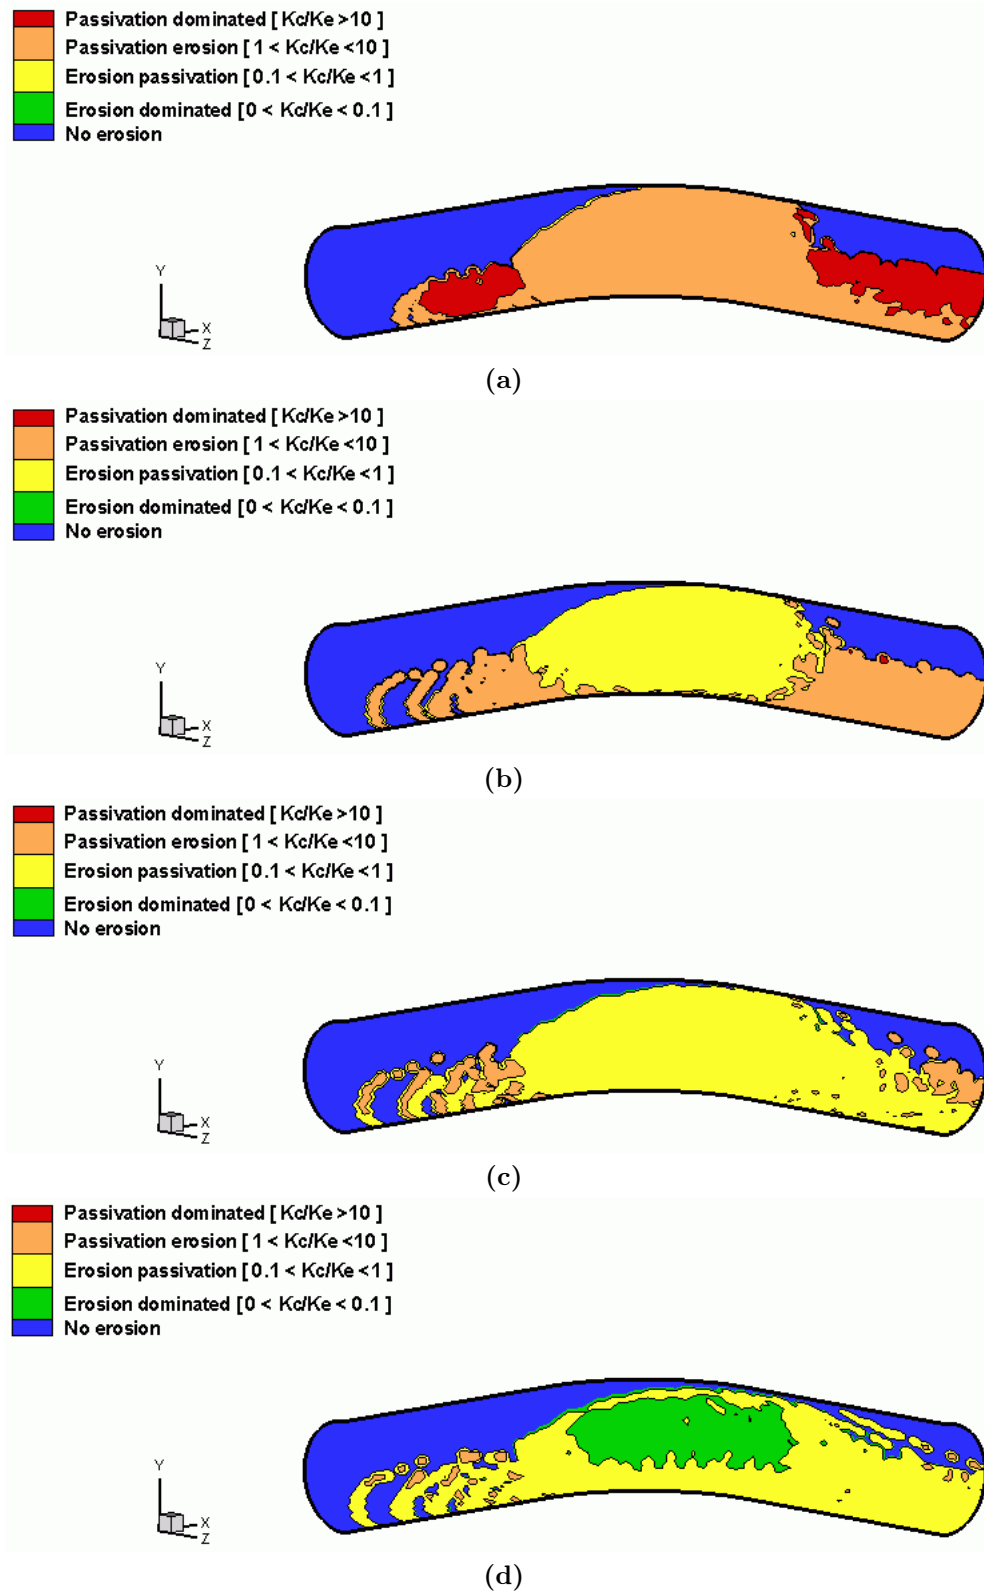 Passivation dominated [ Kc/Ke >10 ]
Passivation erosion [ 1 < Kc/Ke <10 ]
Erosion passivation [ 0.1 < Kc/Ke <1 ]
Erosion dominated [0 < Kc/Ke < 0.1 ]
No erosion
Y
X
Z
(a)
Passivation dominated [ Kc/Ke >10 ]
Passivation erosion [ 1 < Kc/Ke <10 ]
Erosion passivation [ 0.1 < Kc/Ke <1 ]
Erosion dominated [0 < Kc/Ke < 0.1 ]
No erosion
Y
X
Z
(b)
Passivation dominated [ Kc/Ke >10 ]
Passivation erosion [ 1 < Kc/Ke <10 ]
Erosion passivation [ 0.1 < Kc/Ke <1 ]
Erosion dominated [0 < Kc/Ke < 0.1 ]
No erosion
Y
X
Z
(c)
Passivation dominated [ Kc/Ke >10 ]
Passivation erosion [ 1 < Kc/Ke <10 ]
Erosion passivation [ 0.1 < Kc/Ke <1 ]
Erosion dominated [0 < Kc/Ke < 0.1 ]
No erosion
Y
X
Z
(d)